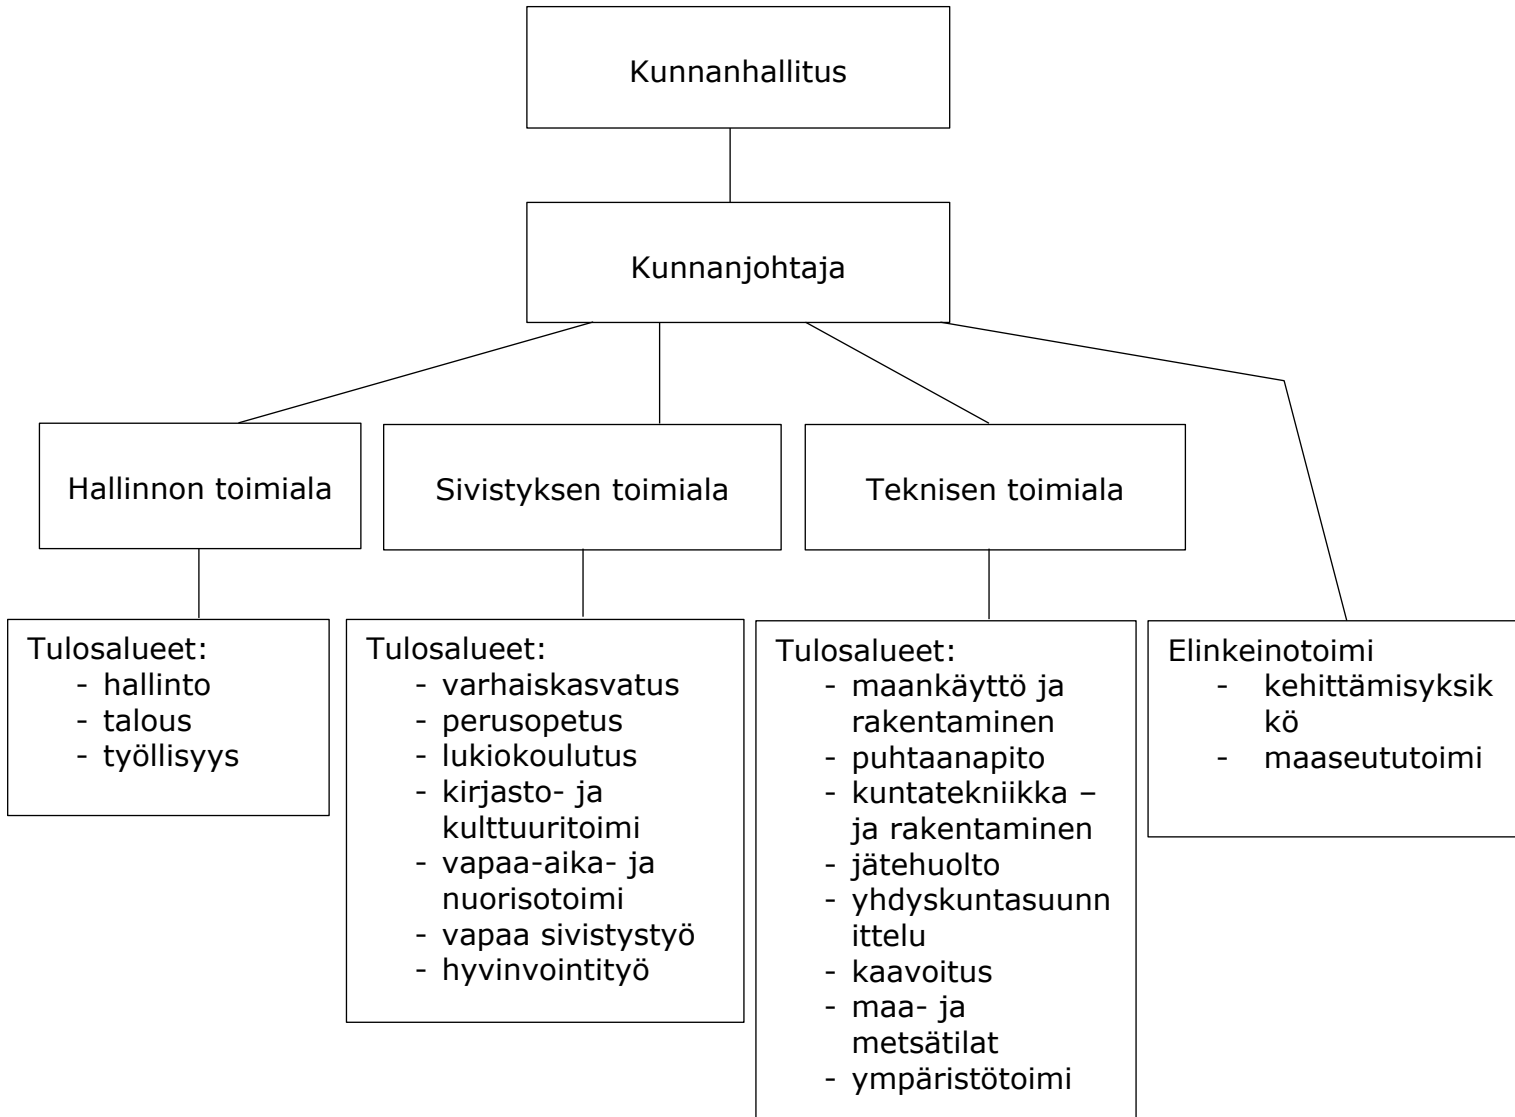 Kunnanhallitus
Kunnanjohtaja
Hallinnon toimiala
Sivistyksen toimiala
Teknisen toimiala
Tulosalueet:
- hallinto
- talous
- työllisyys
Tulosalueet:
- varhaiskasvatus
- perusopetus
- lukiokoulutus
- kirjasto- ja
kulttuuritoimi
- vapaa-aika- ja
nuorisotoimi
- vapaa sivistystyö
- hyvinvointityö
Tulosalueet:
- maankäyttö ja
rakentaminen
- puhtaanapito
- kuntatekniikka –
ja rakentaminen
- jätehuolto
- yhdyskuntasuunn
ittelu
- kaavoitus
- maa- ja
metsätilat
- ympäristötoimi
Elinkeinotoimi
- kehittämisyksik
kö
- maaseututoimi